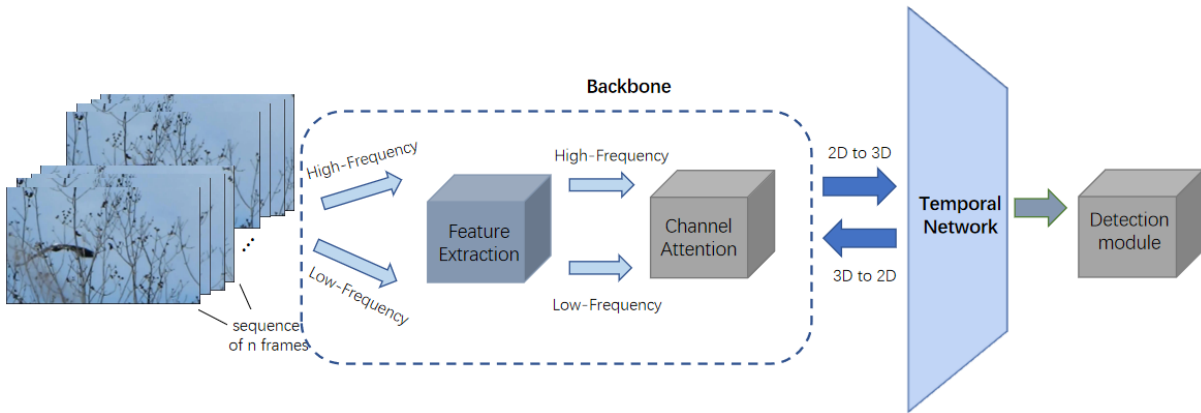 Backbone
High-Frequency
High-Frequency
2D to 3D
Feature
Extraction
Channel
Attention
Temporal
Network
Detection
module
Low-Frequency
Low-Frequency
3D to 2D
sequence
of n frames